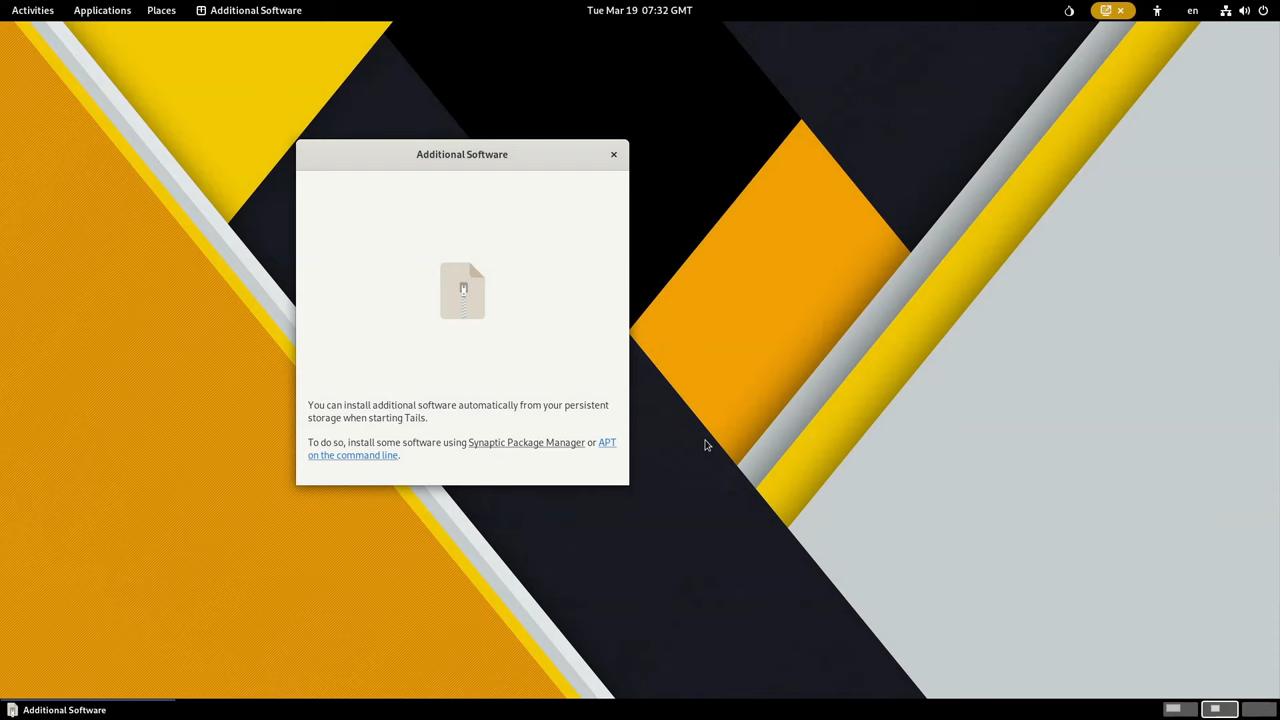 Activities Applications Places Additional Software Tue Mar 19 07:32 GMT en
Additional Software
You can install additional software automatically from your persistent
storage when starting Tails.
To do so, install some software using Synaptic Package Manager or APT
on the command line.
Additional Software